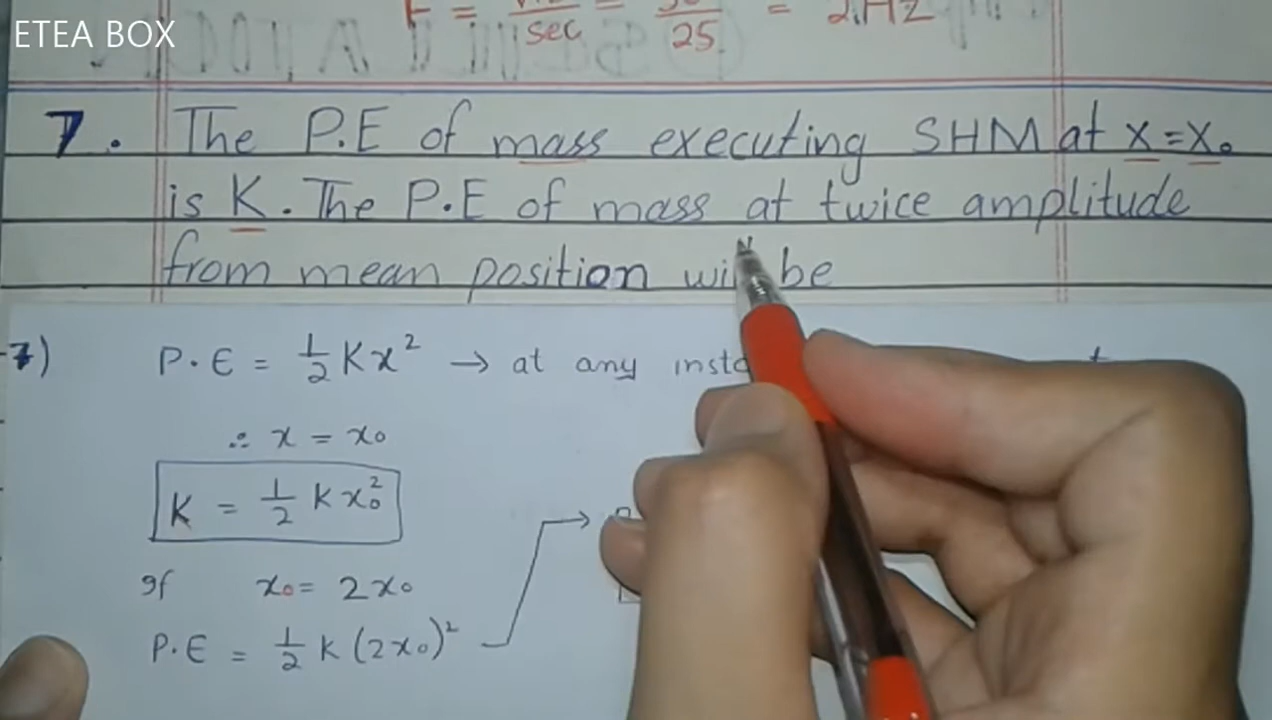 ETEA BOX
= = = 2.Hz
sec 25
7. The P.E of mass executing SHM at x=x₀
is K. The P.E of mass at twice amplitude
from mean position will be
7) P.E = 1/2 Kx² → at any
∴ x = x₀
K = 1/2 k x₀²
If x₀ = 2x₀
P.E = 1/2 K (2x₀)²